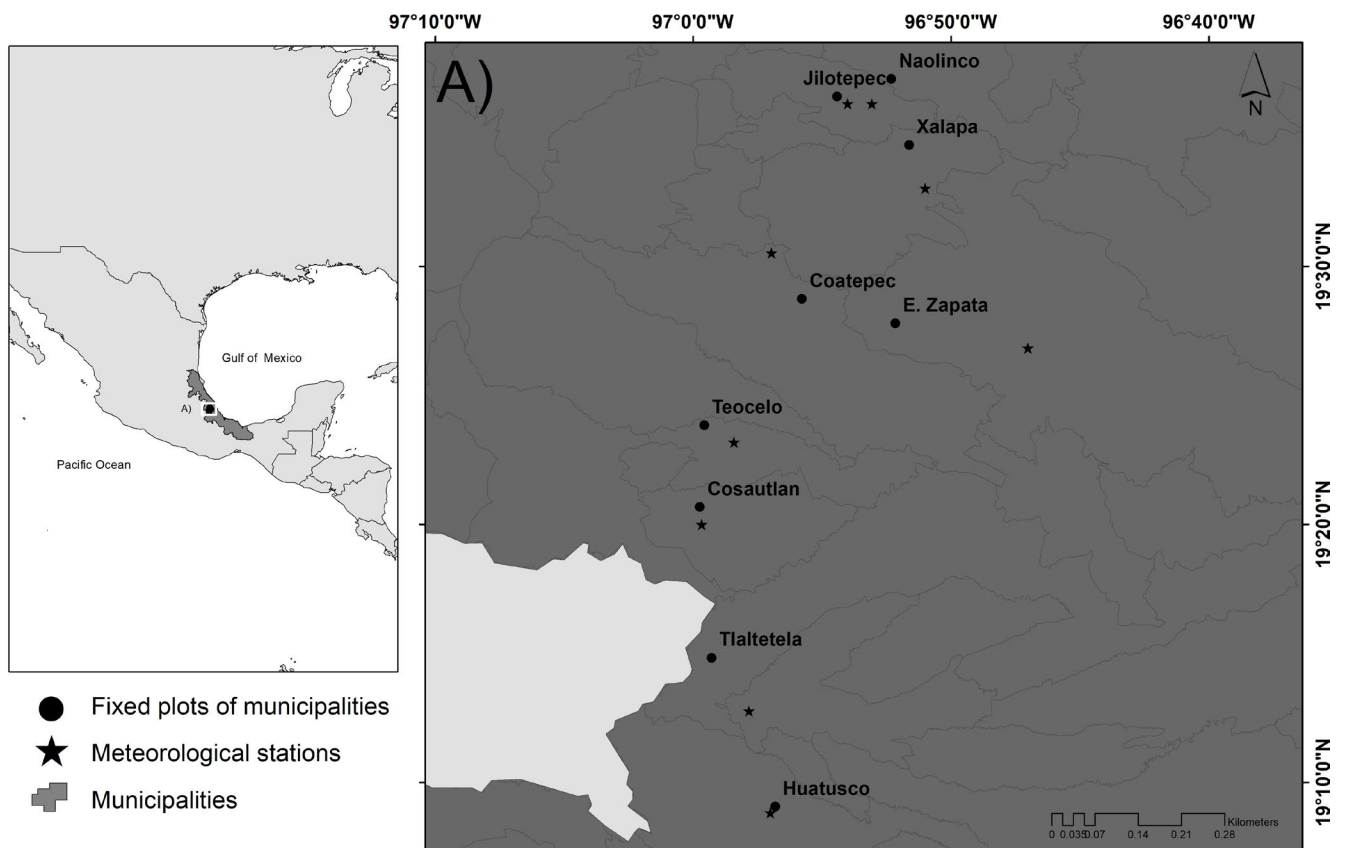 97°10'0"W 97°0'0"W 96°50'0"W 96°40'0"W
A)
N
Naolinco
Jilotepec
Xalapa
19°30'0"N
Coatepec
E. Zapata
Gulf of Mexico
A)
Teocelo
Pacific Ocean
Cosautlan
19°20'0"N
Tlaltetela
Fixed plots of municipalities
Meteorological stations
Municipalities
19°10'0"N
Huatusco
Kilometers
0 0.035 0.07 0.14 0.21 0.28